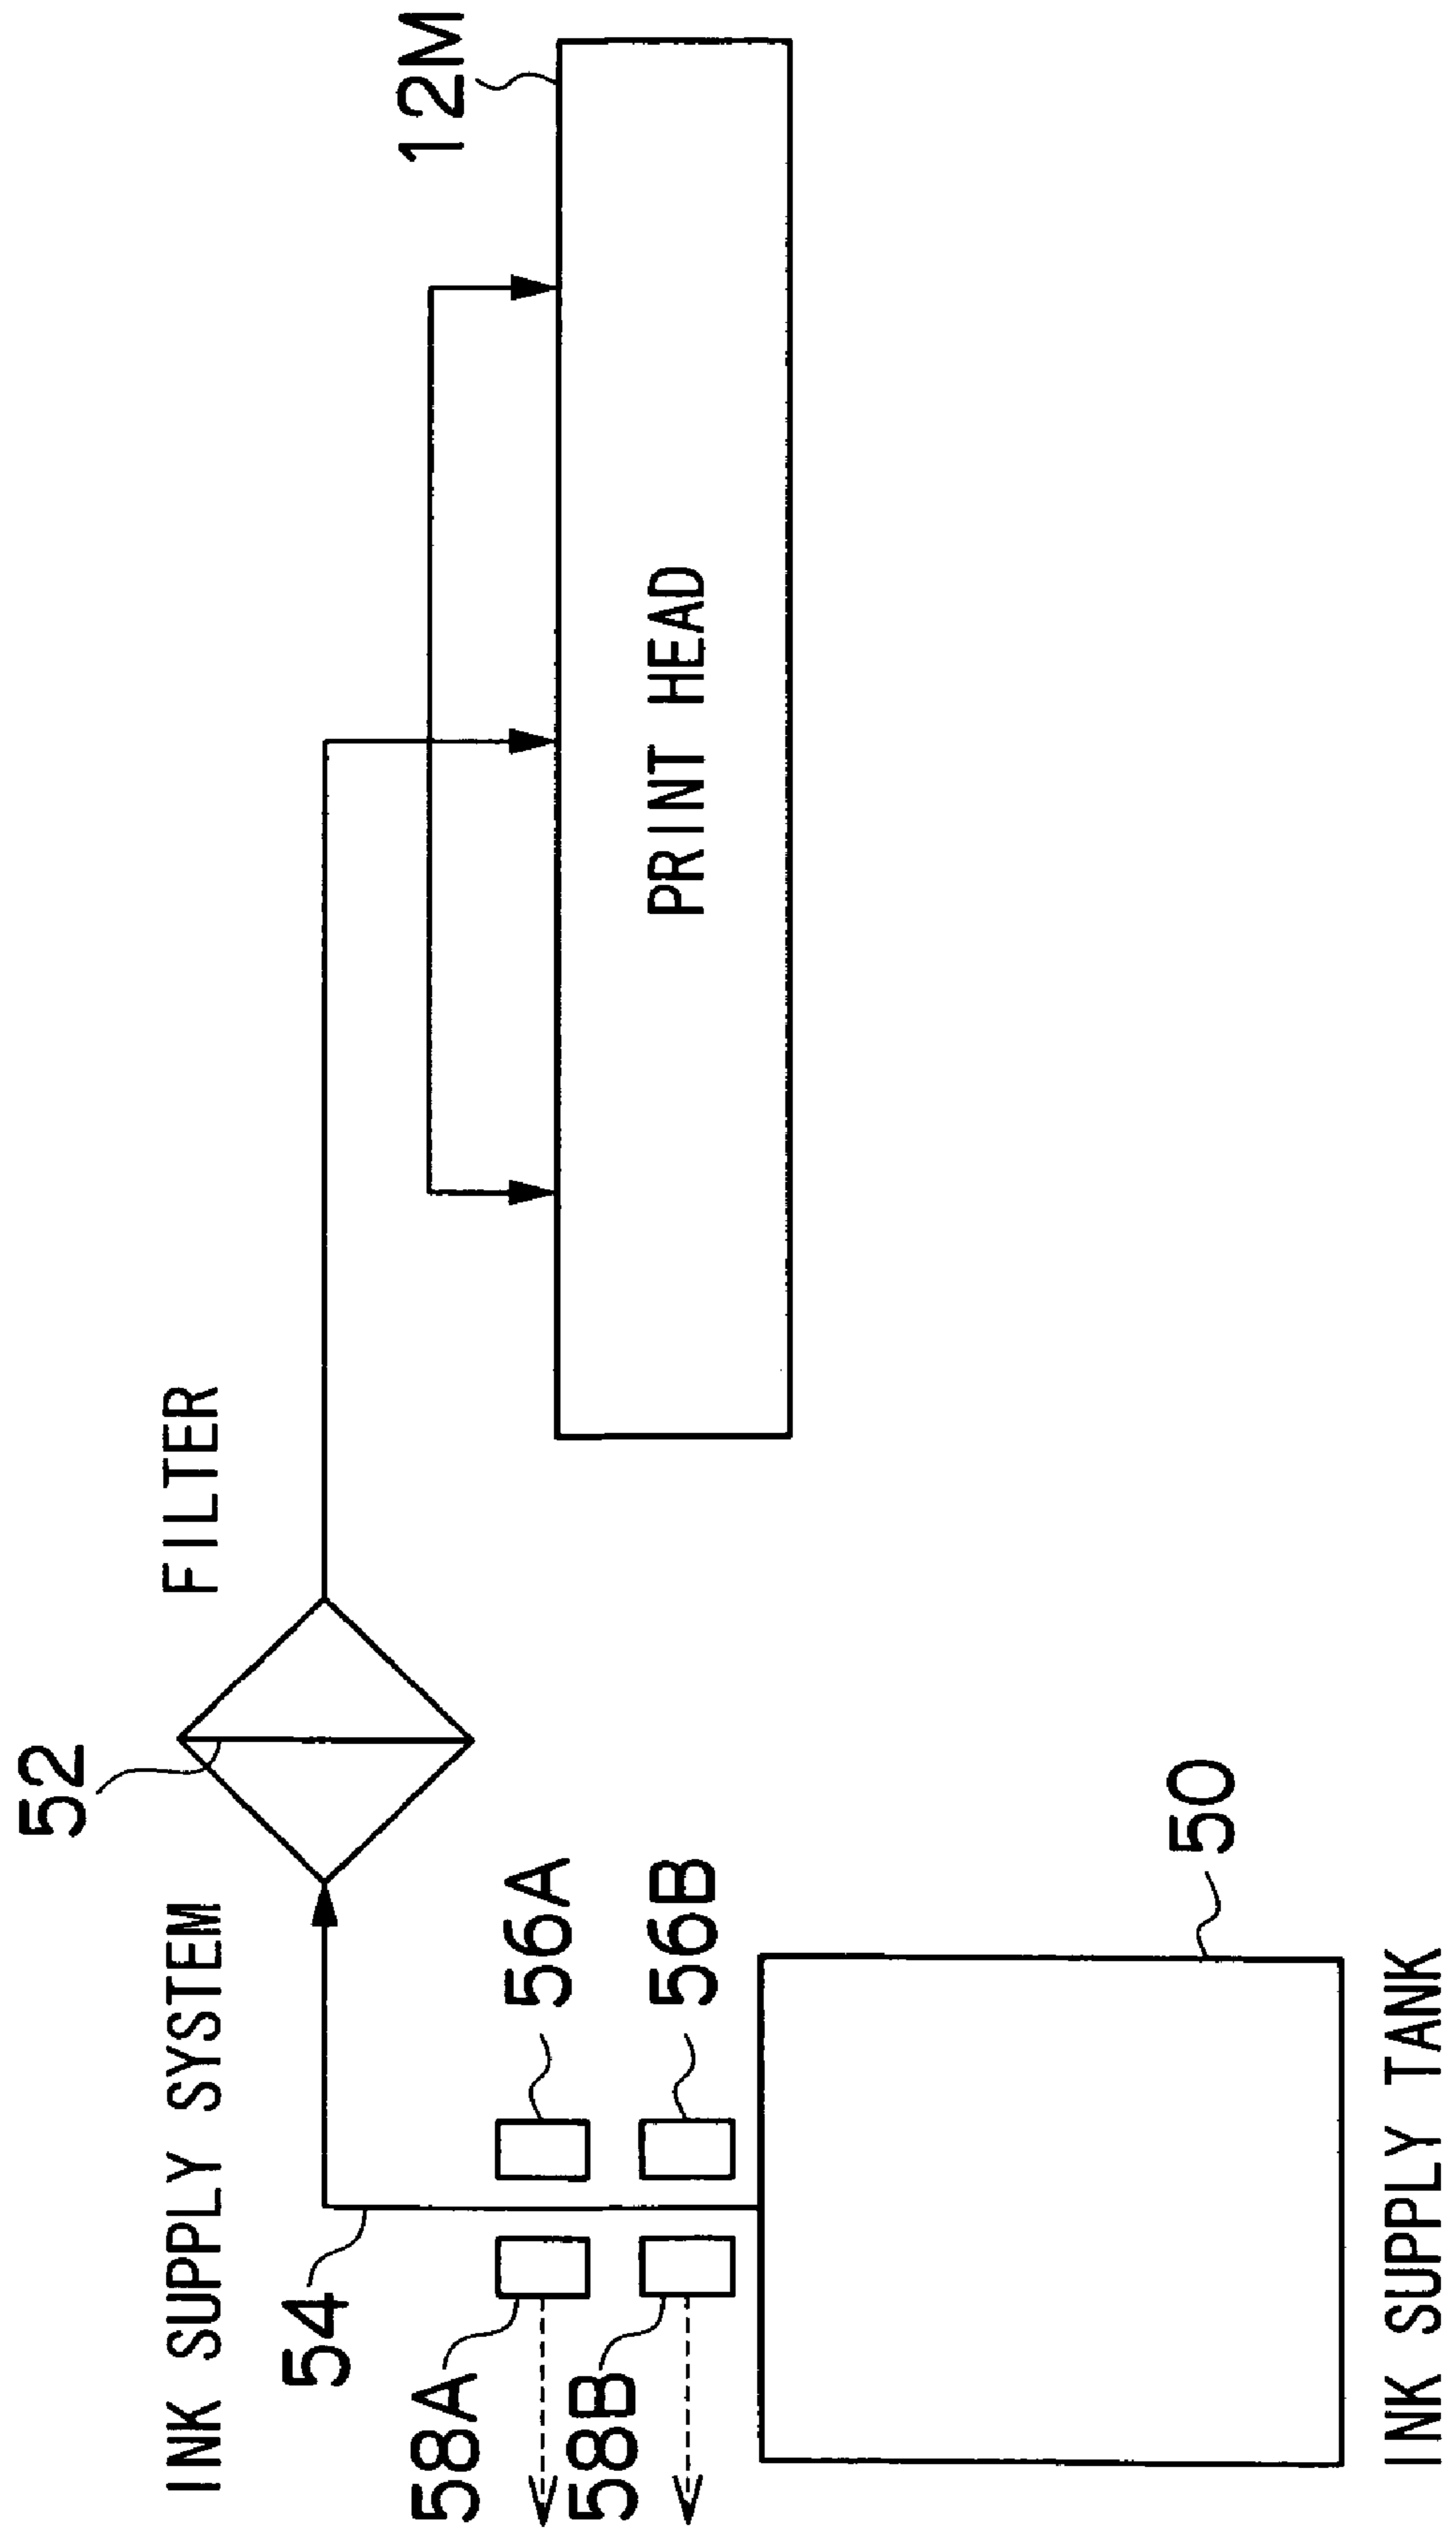 52
INK SUPPLY SYSTEM
FILTER
54
12M
58A
56A
58B
56B
PRINT HEAD
50
INK SUPPLY TANK